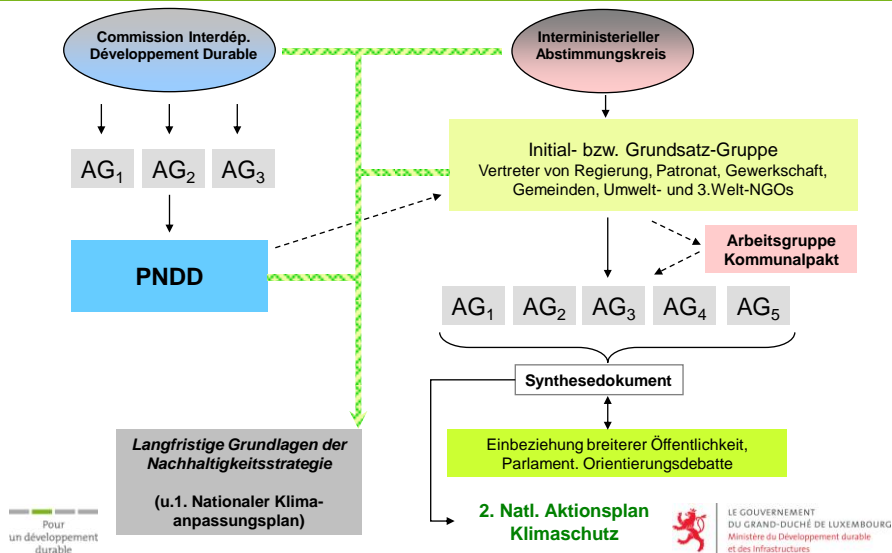 Commission Interdép.
Développement Durable
AG₁
AG₂
AG₃
PNDD
Langfristige Grundlagen der
Nachhaltigkeitsstrategie
(u.1. Nationaler Klima-
anpassungsplan)
Interministerieller
Abstimmungskreis
Initial- bzw. Grundsatz-Gruppe
Vertreter von Regierung, Patronat, Gewerkschaft,
Gemeinden, Umwelt- und 3.Welt-NGOs
Arbeitsgruppe
Kommunalpakt
AG₁
AG₂
AG₃
AG₄
AG₅
Synthesedokument
Einbeziehung breiterer Öffentlichkeit,
Parlament. Orientierungsdebatte
2. Natl. Aktionsplan
Klimaschutz
Pour
un développement
durable
LE GOUVERNEMENT
DU GRAND-DUCHÉ DE LUXEMBOURG
Ministère du Développement durable
et des Infrastructures